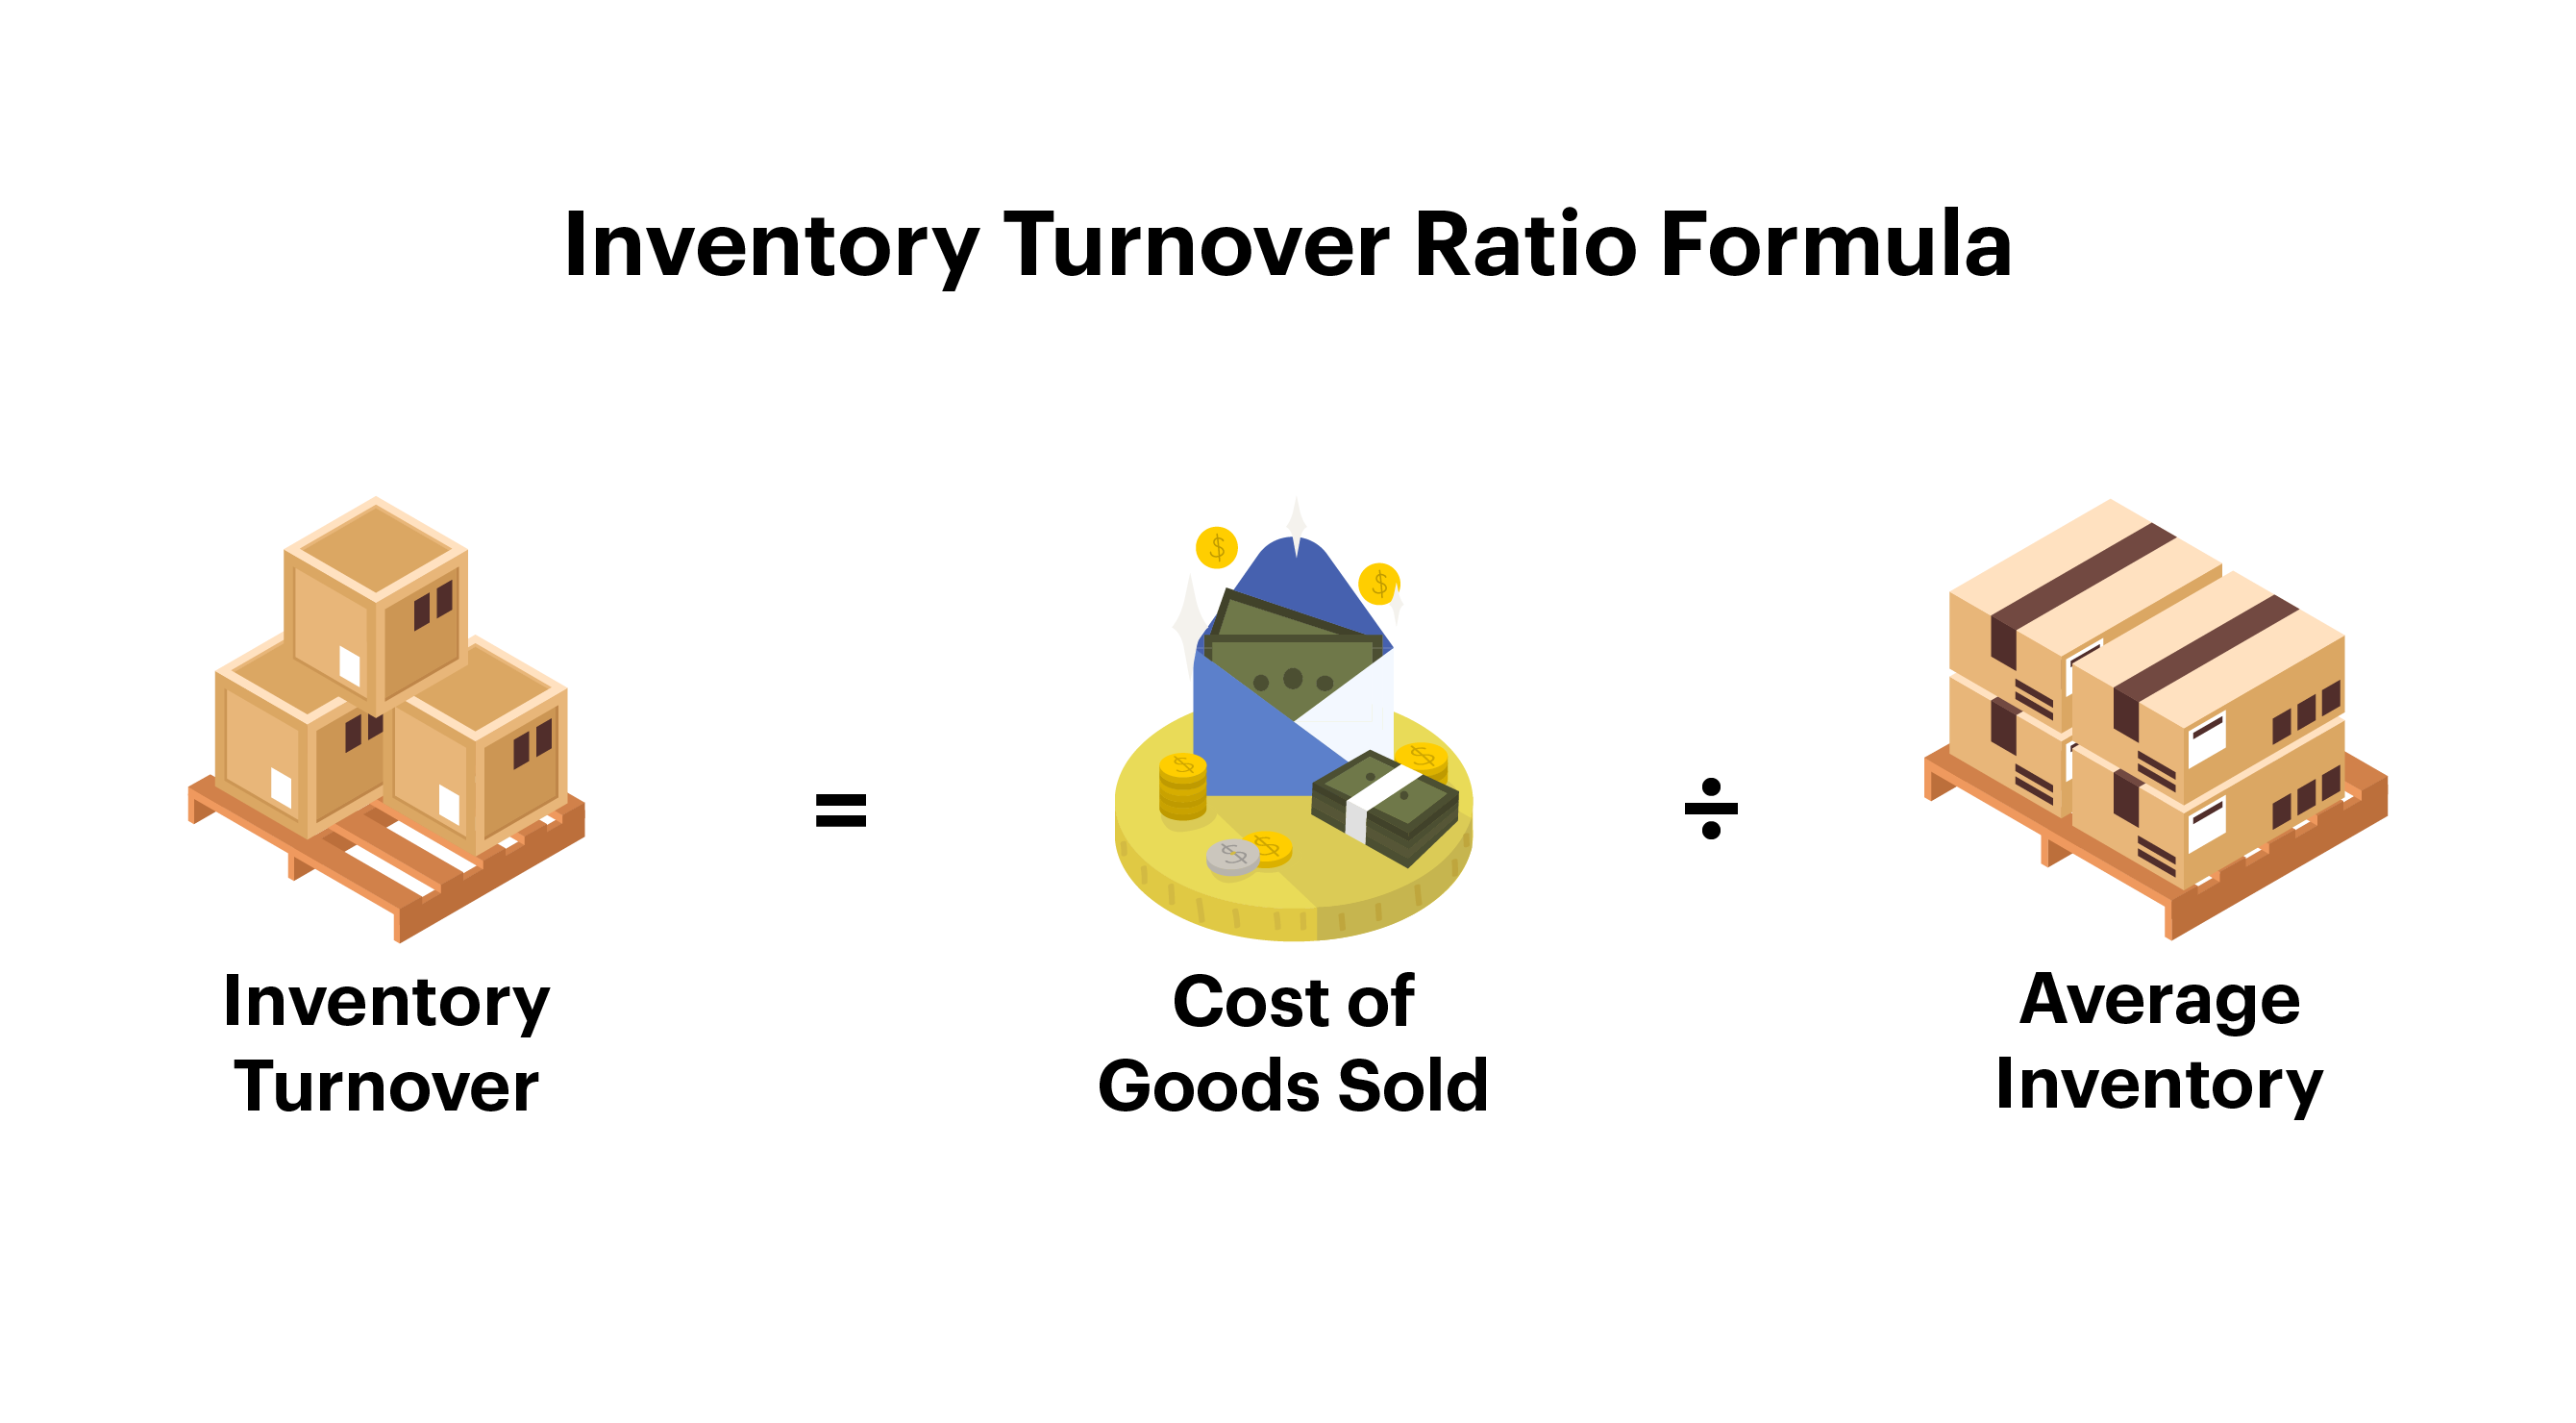 Inventory Turnover Ratio Formula
Inventory
Turnover
=
Cost of
Goods Sold
÷
Average
Inventory